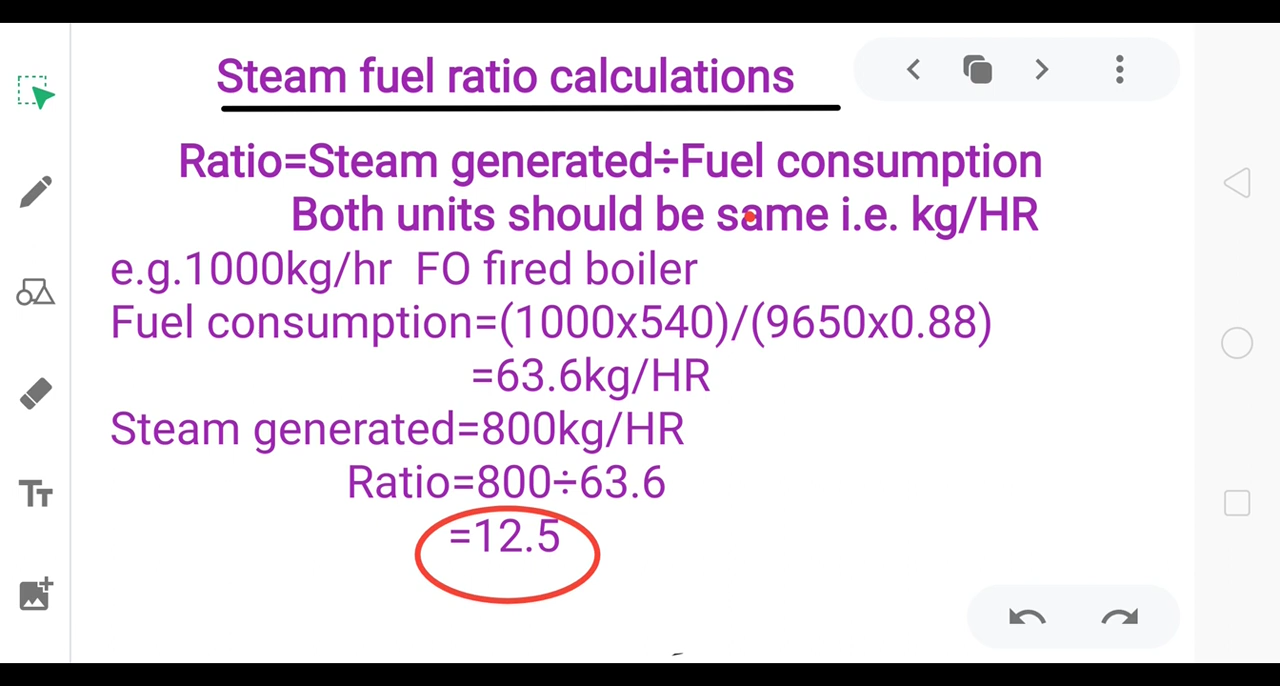 Steam fuel ratio calculations
Ratio=Steam generated÷Fuel consumption
Both units should be same i.e. kg/HR
e.g.1000kg/hr FO fired boiler
Fuel consumption=(1000x540)/(9650x0.88)
=63.6kg/HR
Steam generated=800kg/HR
Ratio=800÷63.6
=12.5
TT